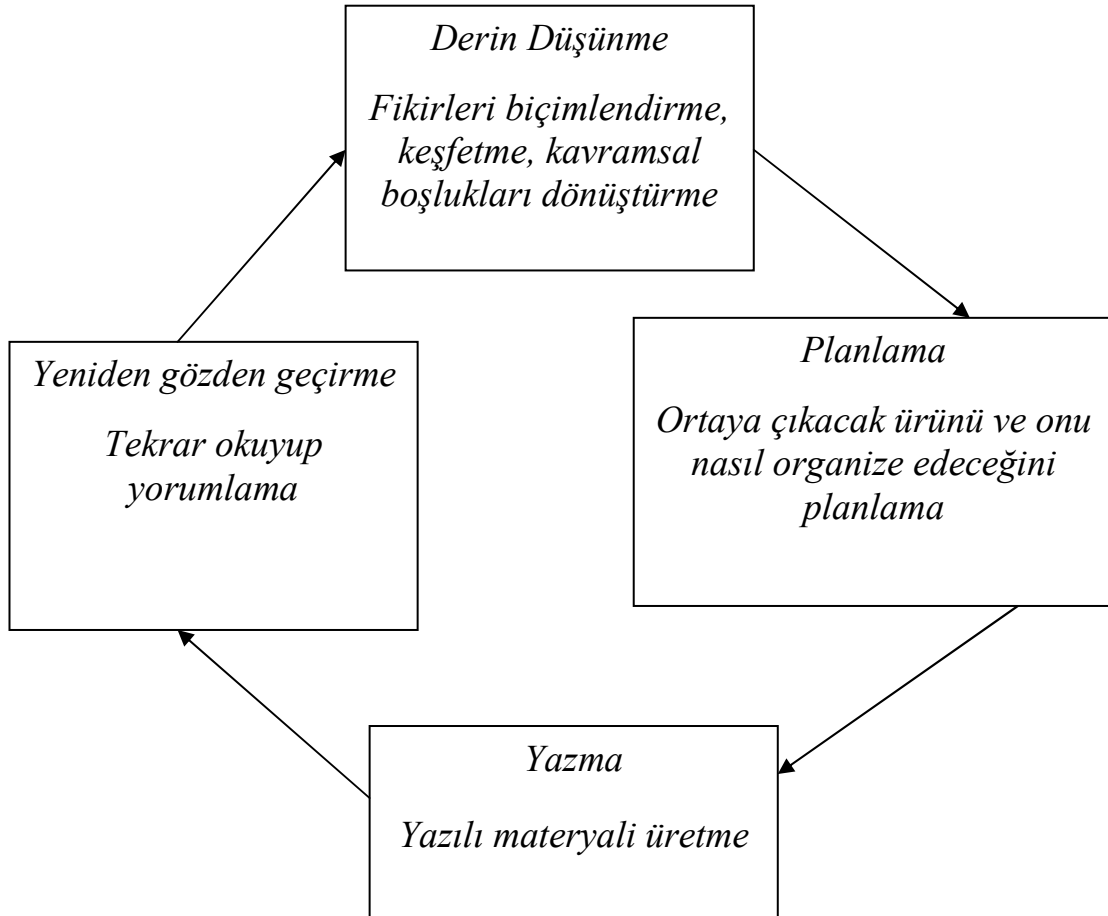 Derin Düşünme
Fikirleri biçimlendirme,
keşfetme, kavramsal
boşlukları dönüştürme
Planlama
Ortaya çıkacak ürünü ve onu
nasıl organize edeceğini
planlama
Yazma
Yazılı materyali üretme
Yeniden gözden geçirme
Tekrar okuyup
yorumlama